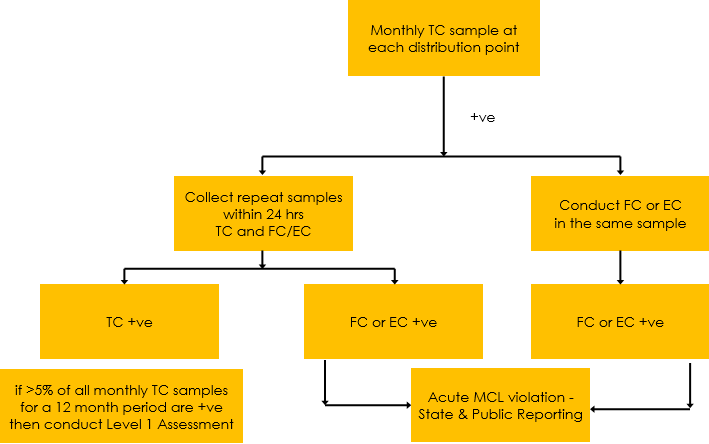 Monthly TC sample at
each distribution point
+ve
Collect repeat samples
within 24 hrs
TC and FC/EC
Conduct FC or EC
in the same sample
TC +ve
FC or EC +ve
FC or EC +ve
if >5% of all monthly TC samples
for a 12 month period are +ve
then conduct Level 1 Assessment
Acute MCL violation -
State & Public Reporting